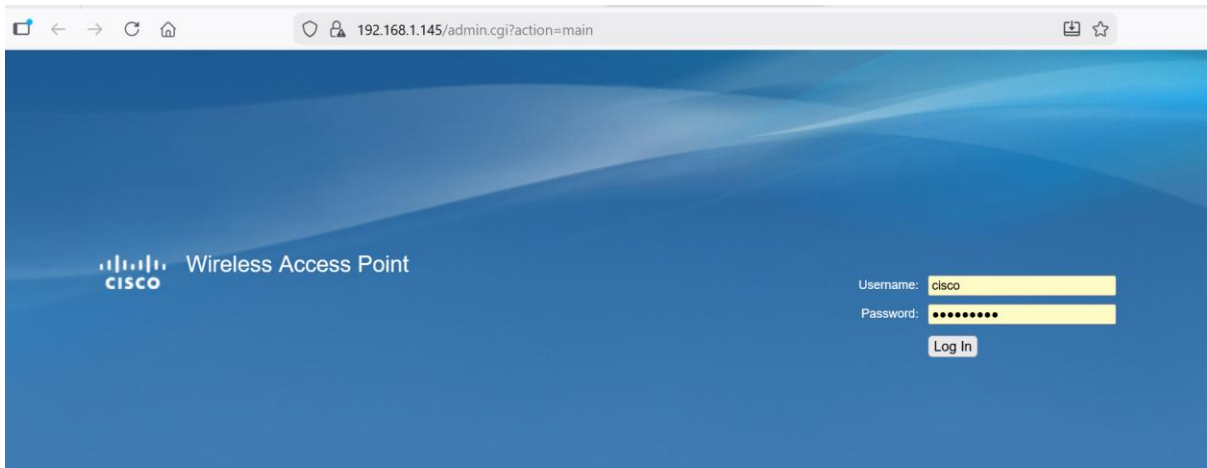 192.168.1.145/admin.cgi?action=main
CISCO Wireless Access Point
Username: cisco
Password: •••••••••
Log In